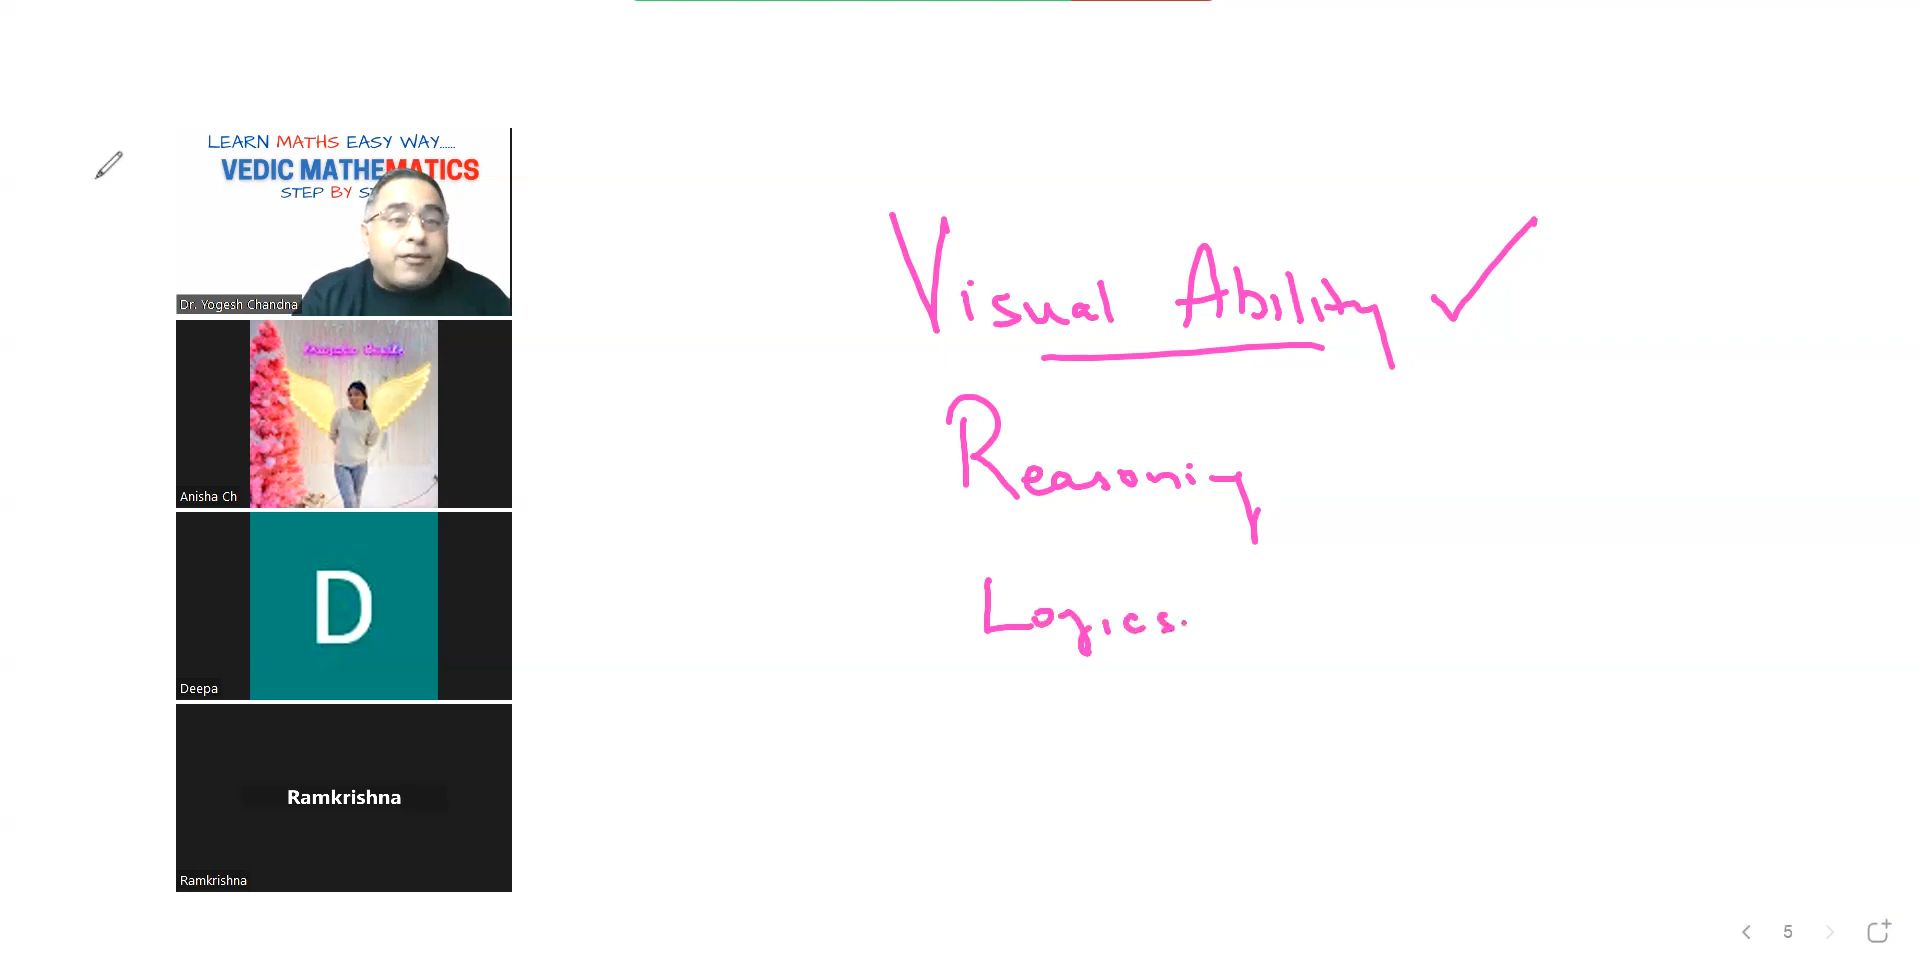 LEARN MATHS EASY WAY......
VEDIC MATHEMATICS
STEP BY ST
Dr. Yogesh Chandna
Anisha Ch
D
Deepa
Ramkrishna
Ramkrishna
Visual Ability ✓
Reasoning
Logics.
5